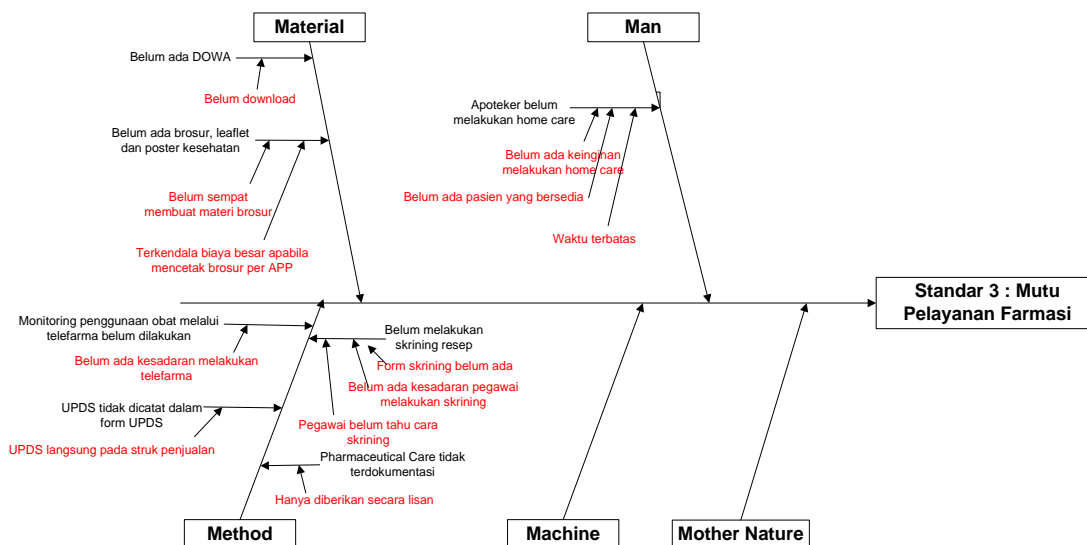 Material
Man
Belum ada DOWA
Belum download
Apoteker belum
melakukan home care
Belum ada brosur, leaflet
dan poster kesehatan
Belum ada keinginan
melakukan home care
Belum ada pasien yang bersedia
Belum sempat
membuat materi brosur
Waktu terbatas
Terkendala biaya besar apabila
mencetak brosur per APP
Standar 3 : Mutu
Pelayanan Farmasi
Monitoring penggunaan obat melalui
telefarma belum dilakukan
Belum melakukan
skrining resep
Belum ada kesadaran melakukan
telefarma
Form skrining belum ada
Belum ada kesadaran pegawai
melakukan skrining
UPDS tidak dicatat dalam
form UPDS
Pegawai belum tahu cara
skrining
UPDS langsung pada struk penjualan
Pharmaceutical Care tidak
terdokumentasi
Hanya diberikan secara lisan
Method
Machine
Mother Nature